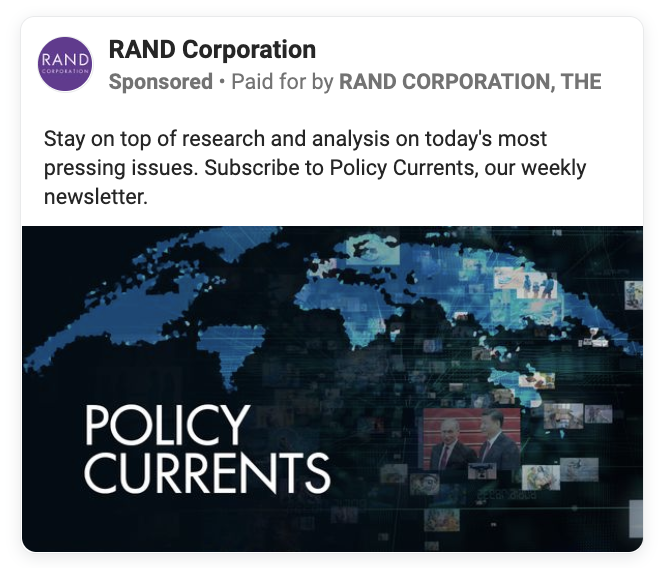 RAND Corporation
RAND
CORPORATION
Sponsored • Paid for by RAND CORPORATION, THE
Stay on top of research and analysis on today's most
pressing issues. Subscribe to Policy Currents, our weekly
newsletter.
POLICY
CURRENTS